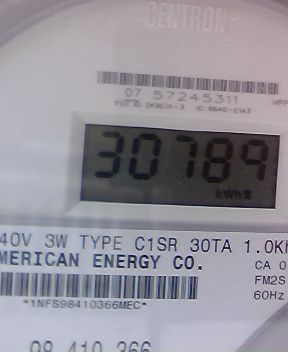 CENTRON®
07 57245311
30789
kWh
40V 3W TYPE C1SR 30TA 1.0K
MERICAN ENERGY CO.
CA 0
FM2S
60Hz
*1NFS98410366MEC*
98 410 366